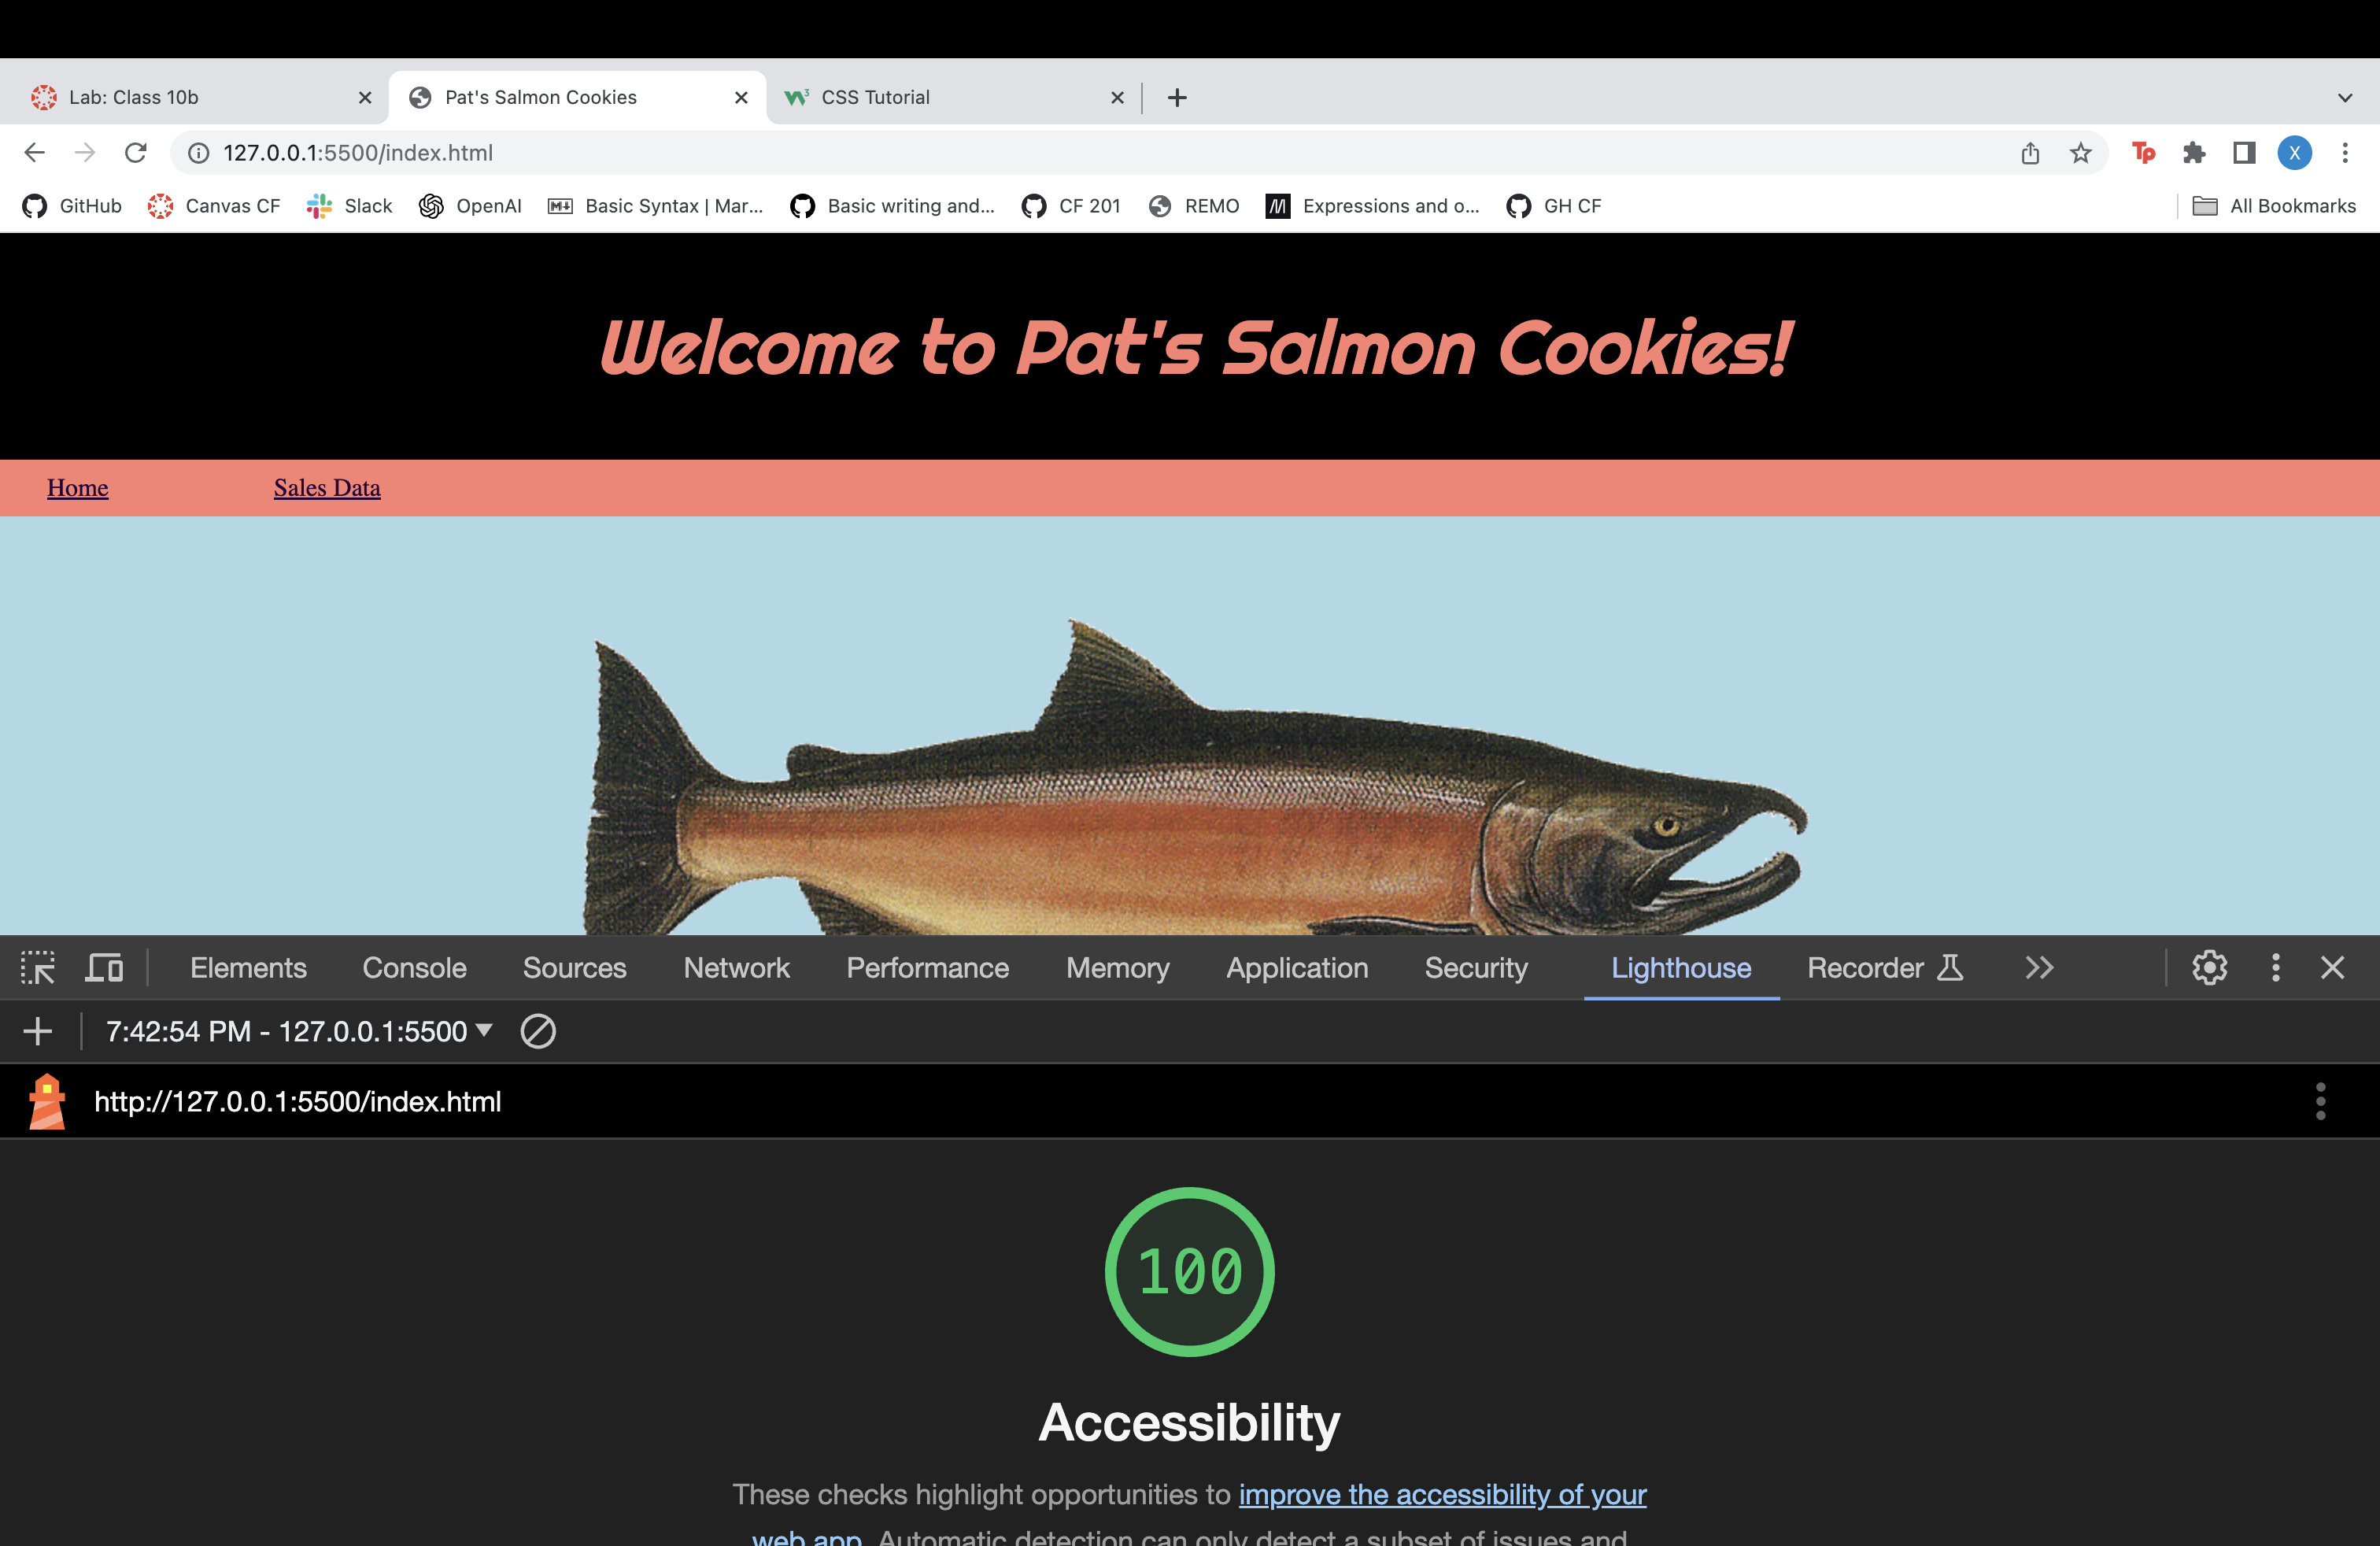 Lab: Class 10b
Pat's Salmon Cookies
W3 CSS Tutorial
127.0.0.1:5500/index.html
Tp
X
GitHub
Canvas CF
Slack
OpenAI
M Basic Syntax | Mar...
Basic writing and...
CF 201
REMO
M Expressions and o...
GH CF
All Bookmarks
Welcome to Pat's Salmon Cookies!
Home
Sales Data
Elements
Console
Sources
Network
Performance
Memory
Application
Security
Lighthouse
Recorder
7:42:54 PM - 127.0.0.1:5500
http://127.0.0.1:5500/index.html
100
Accessibility
These checks highlight opportunities to improve the accessibility of your
web app. Automatic detection can only detect a subset of issues and